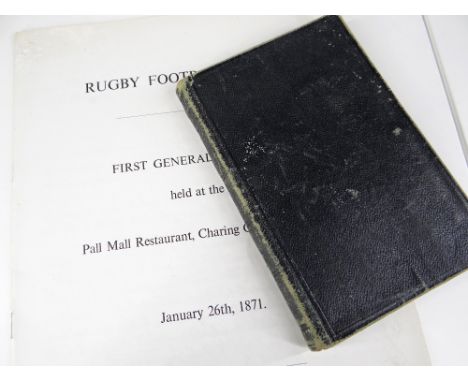 RUGBY FOOT
FIRST GENERAL
held at the
Pall Mall Restaurant, Charing C
January 26th, 1871.